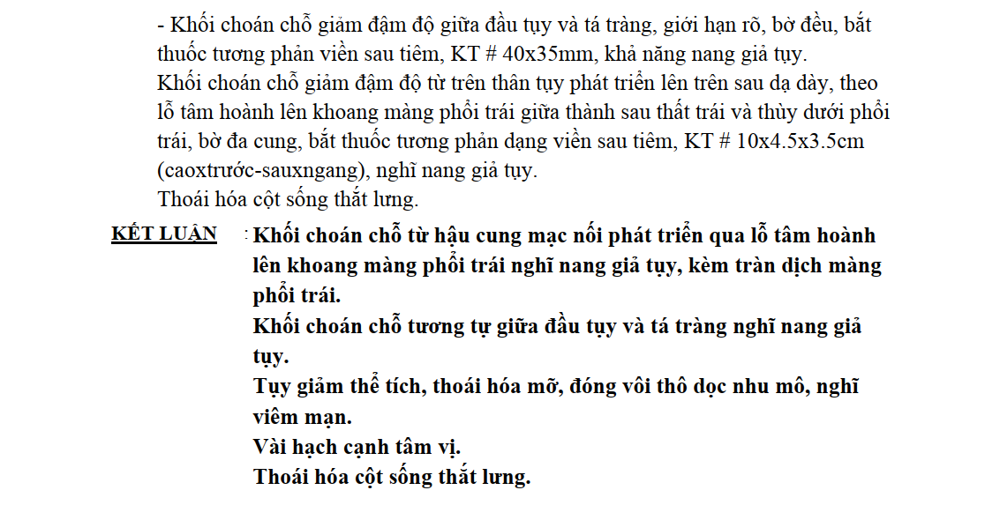 - Khối choán chỗ giảm đậm độ giữa đầu tụy và tá tràng, giới hạn rõ, bờ đều, bắt
thuốc tương phản viền sau tiêm, KT # 40x35mm, khả năng nang giả tụy.
Khối choán chỗ giảm đậm độ từ trên thân tụy phát triển lên trên sau dạ dày, theo
lỗ tâm hoành lên khoang màng phổi trái giữa thành sau thất trái và thùy dưới phổi
trái, bờ đa cung, bắt thuốc tương phản dạng viền sau tiêm, KT # 10x4.5x3.5cm
(caoxtrước-sauxngang), nghĩ nang giả tụy.
Thoái hóa cột sống thắt lưng.
KẾT LUẬN : Khối choán chỗ từ hậu cung mạc nối phát triển qua lỗ tâm hoành
lên khoang màng phổi trái nghĩ nang giả tụy, kèm tràn dịch màng
phổi trái.
Khối choán chỗ tương tự giữa đầu tụy và tá tràng nghĩ nang giả
tụy.
Tụy giảm thể tích, thoái hóa mỡ, đóng vôi thô dọc nhu mô, nghĩ
viêm mạn.
Vài hạch cạnh tâm vị.
Thoái hóa cột sống thắt lưng.